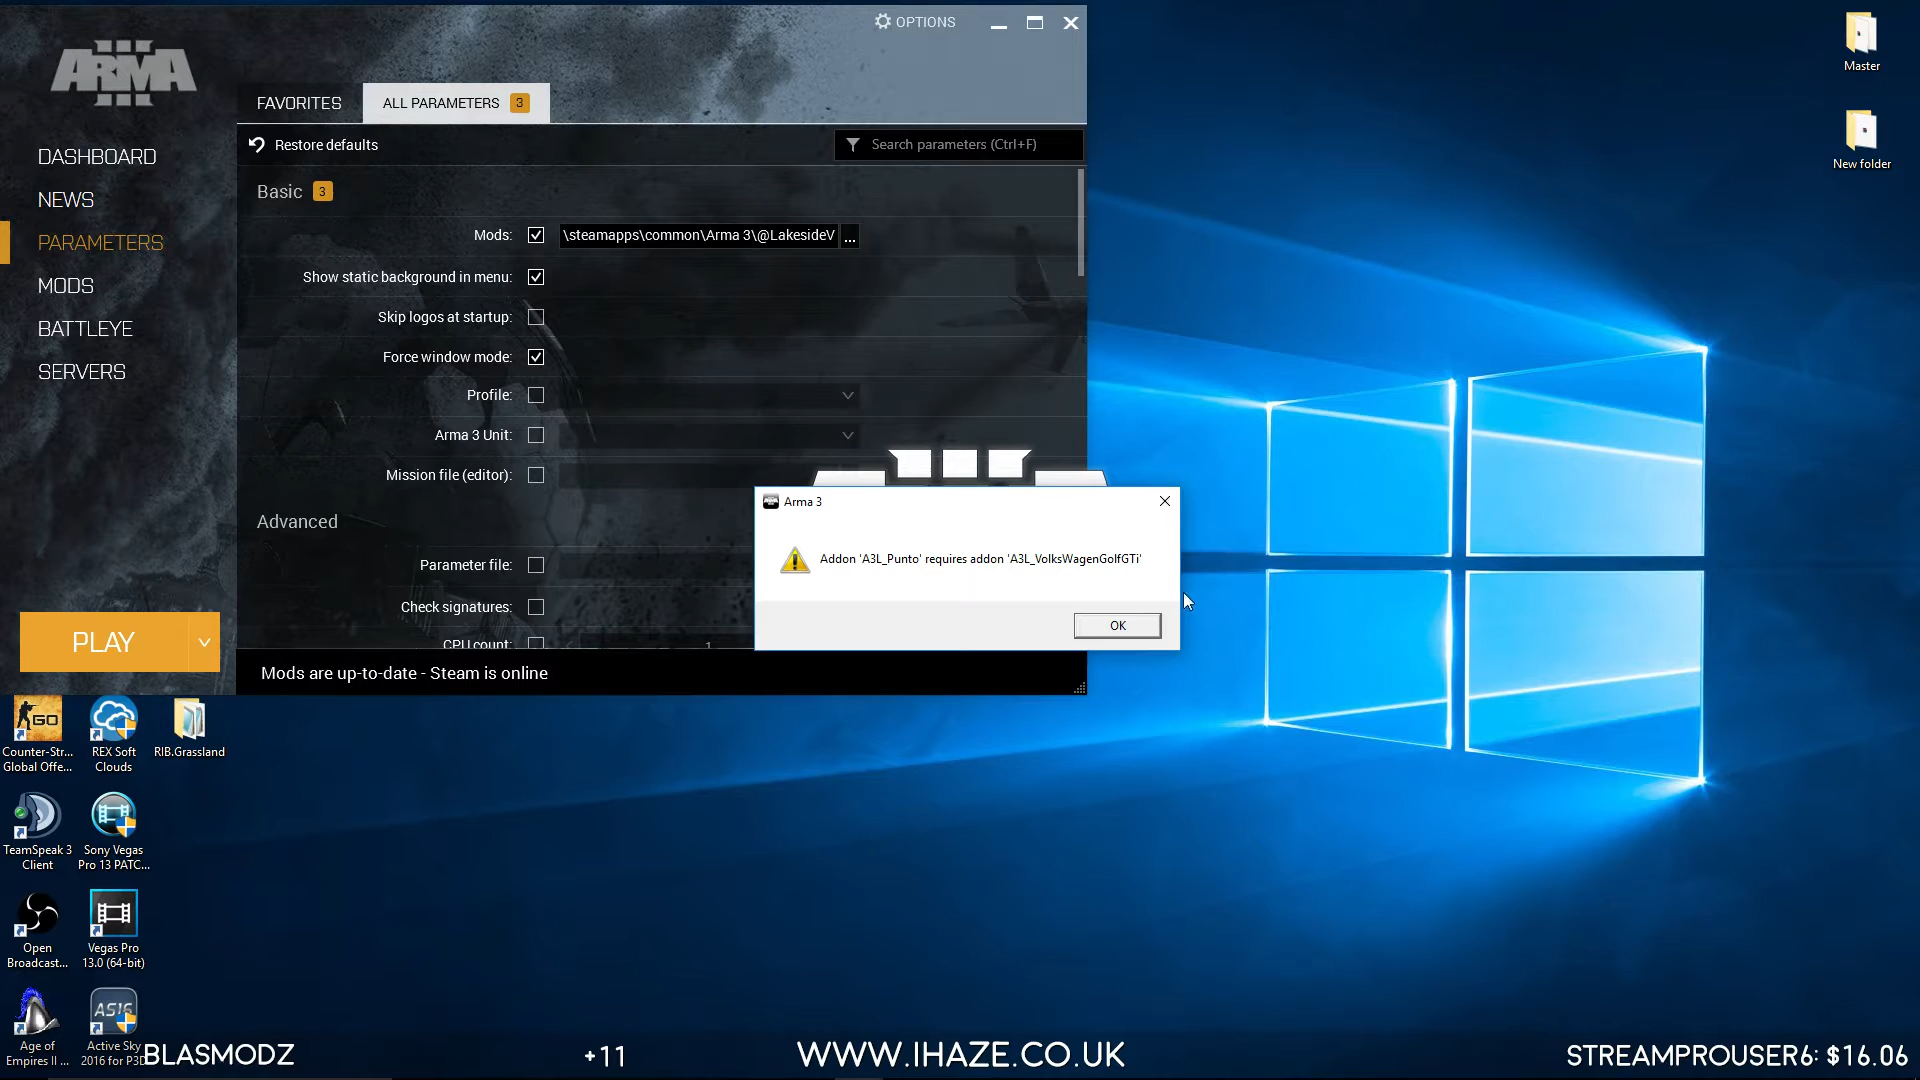 OPTIONS
ARMA
III
FAVORITES
ALL PARAMETERS 3
Restore defaults
Search parameters (Ctrl+F)
DASHBOARD
NEWS
PARAMETERS
MODS
BATTLEYE
SERVERS
PLAY
Basic 3
Mods: \steamapps\common\Arma 3\@LakesideV ...
Show static background in menu:
Skip logos at startup:
Force window mode:
Profile:
Arma 3 Unit:
Mission file (editor):
Advanced
Parameter file:
Check signatures:
CPU count: 1
Mods are up-to-date - Steam is online
Arma 3
Addon 'A3L_Punto' requires addon 'A3L_VolksWagenGolfGTi'
OK
Master
New folder
GO
Counter-Str...
Global Offe...
REX Soft
Clouds
RIB.Grassland
TeamSpeak 3
Client
Sony Vegas
Pro 13 PATC...
Open
Broadcast...
Vegas Pro
13.0 (64-bit)
Age of
Empires II ...
AS16
Active Sky
2016 for P3D
BLASMODZ
+11
WWW.IHAZE.CO.UK
STREAMPROUSER6: $16.06